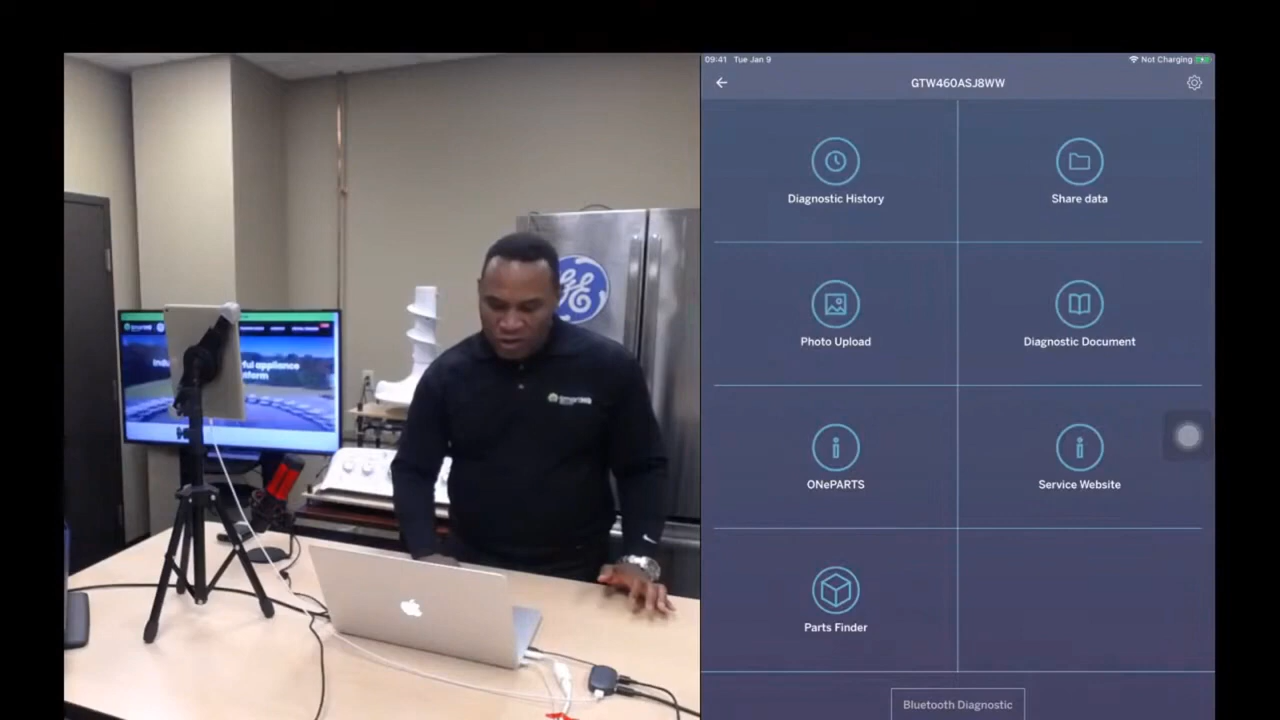 09:41 Tue Jan 9
Not Charging
GTW460ASJ8WW
Diagnostic History
Share data
Photo Upload
Diagnostic Document
ONePARTS
Service Website
Parts Finder
Bluetooth Diagnostic
GE